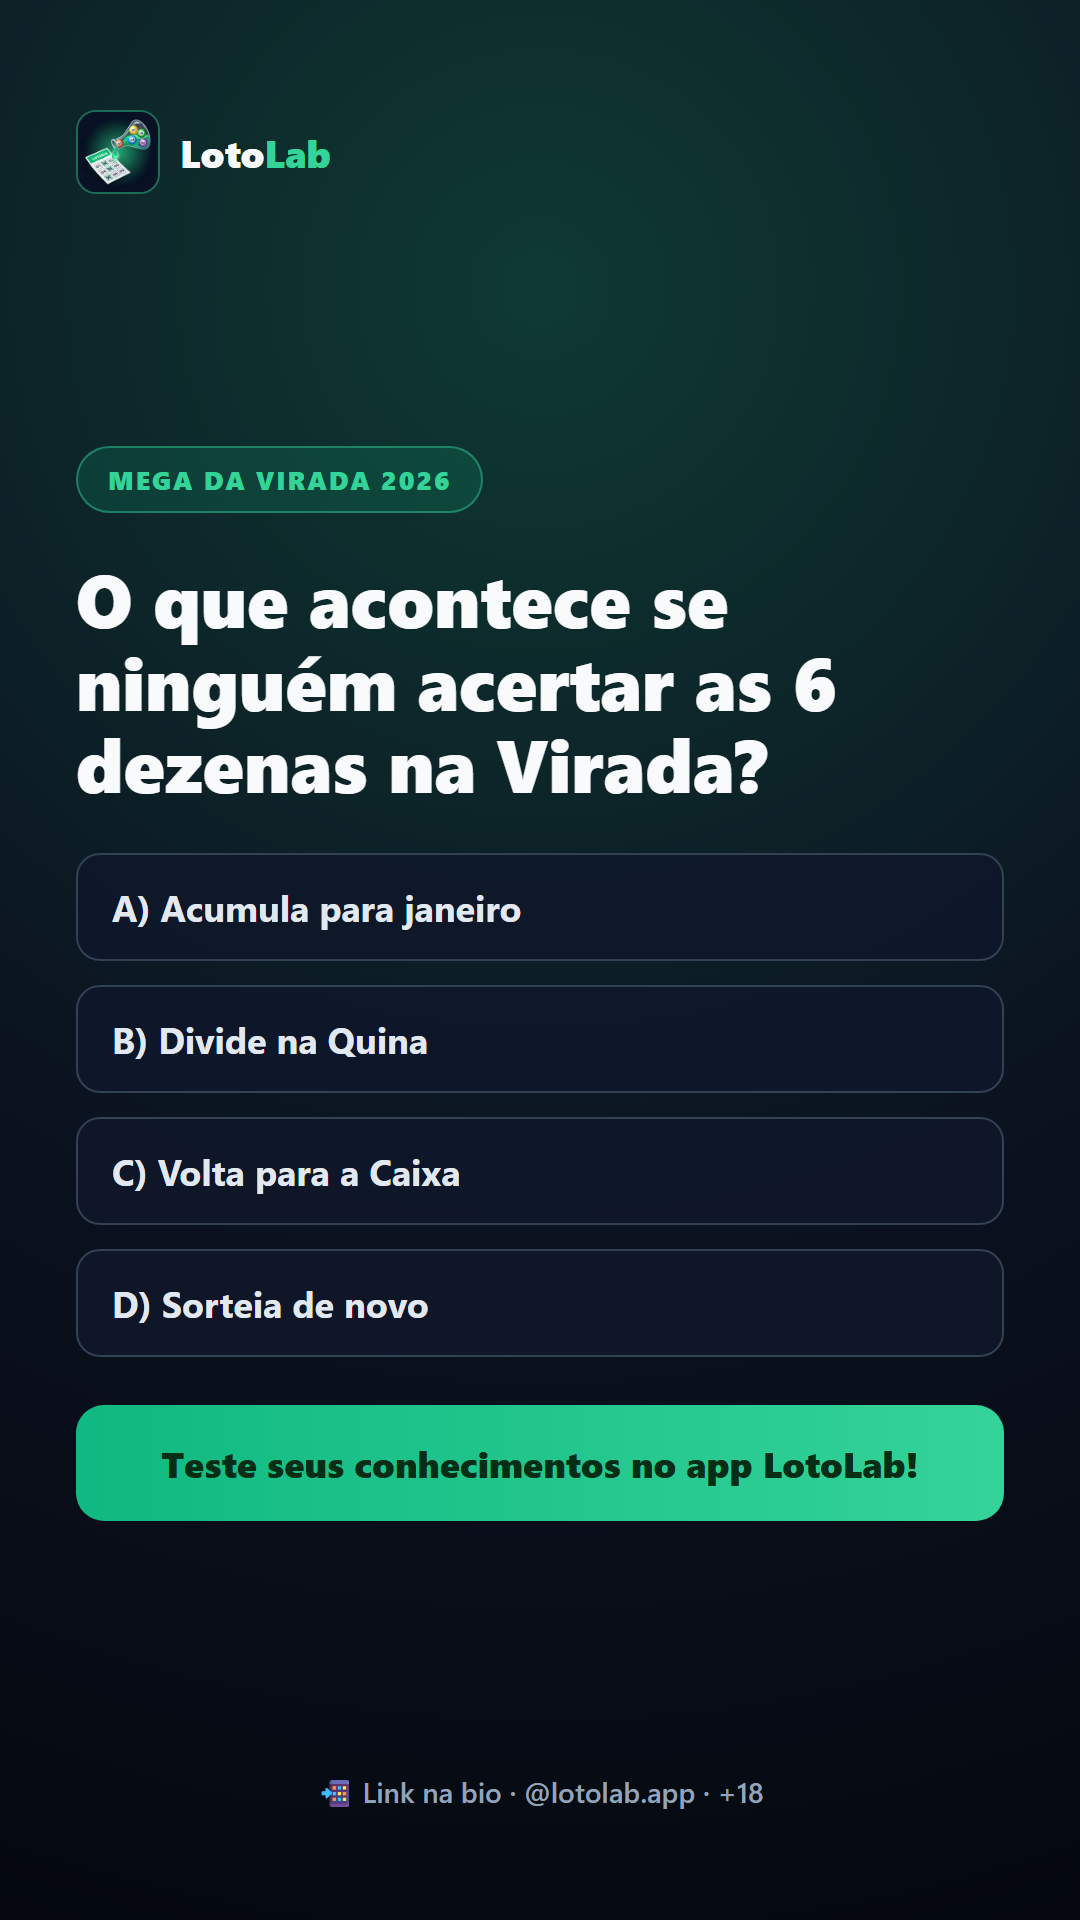 LotoLab
MEGA DA VIRADA 2026
O que acontece se
ninguém acertar as 6
dezenas na Virada?
A) Acumula para janeiro
B) Divide na Quina
C) Volta para a Caixa
D) Sorteia de novo
Teste seus conhecimentos no app LotoLab!
📲 Link na bio · @lotolab.app · +18